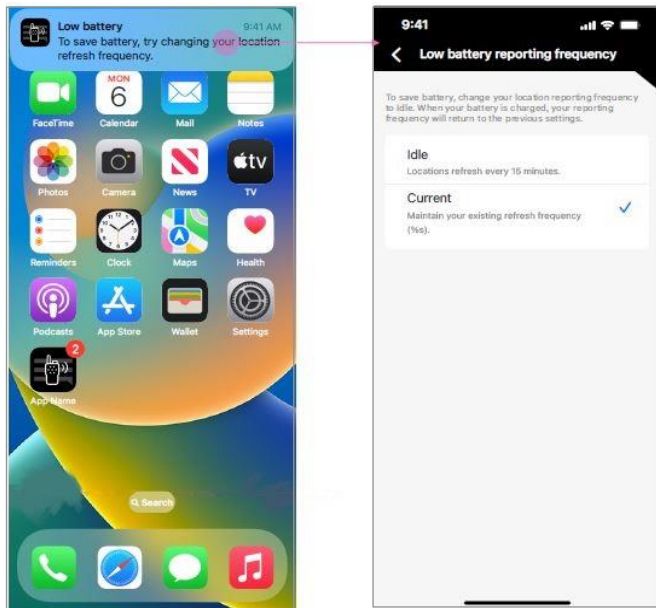 Low battery
9:41 AM
To save battery, try changing your location
refresh frequency.
MON
6
FaceTime
Calendar
Mail
Notes
tv
Photos
Camera
News
TV
12
Reminders
Clock
Maps
Health
Podcasts
App Store
Wallet
Settings
2
App Name
Search
9:41
Low battery reporting frequency
To save battery, change your location reporting frequency
to Idle. When your battery is charged, your reporting
frequency will return to the previous settings.
Idle
Locations refresh every 15 minutes.
Current
Maintain your existing refresh frequency
(%s).